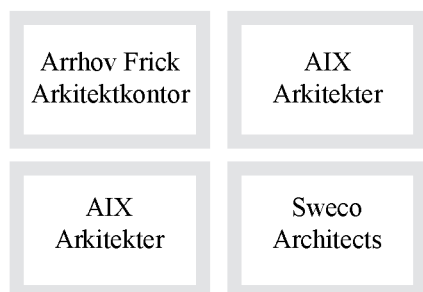 Arrhov Frick
Arkitektkontor
AIX
Arkitekter
AIX
Arkitekter
Sweco
Architects